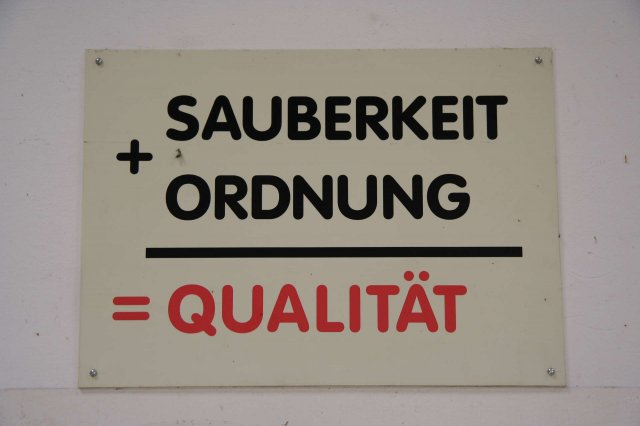 SAUBERKEIT
+
ORDNUNG
= QUALITÄT